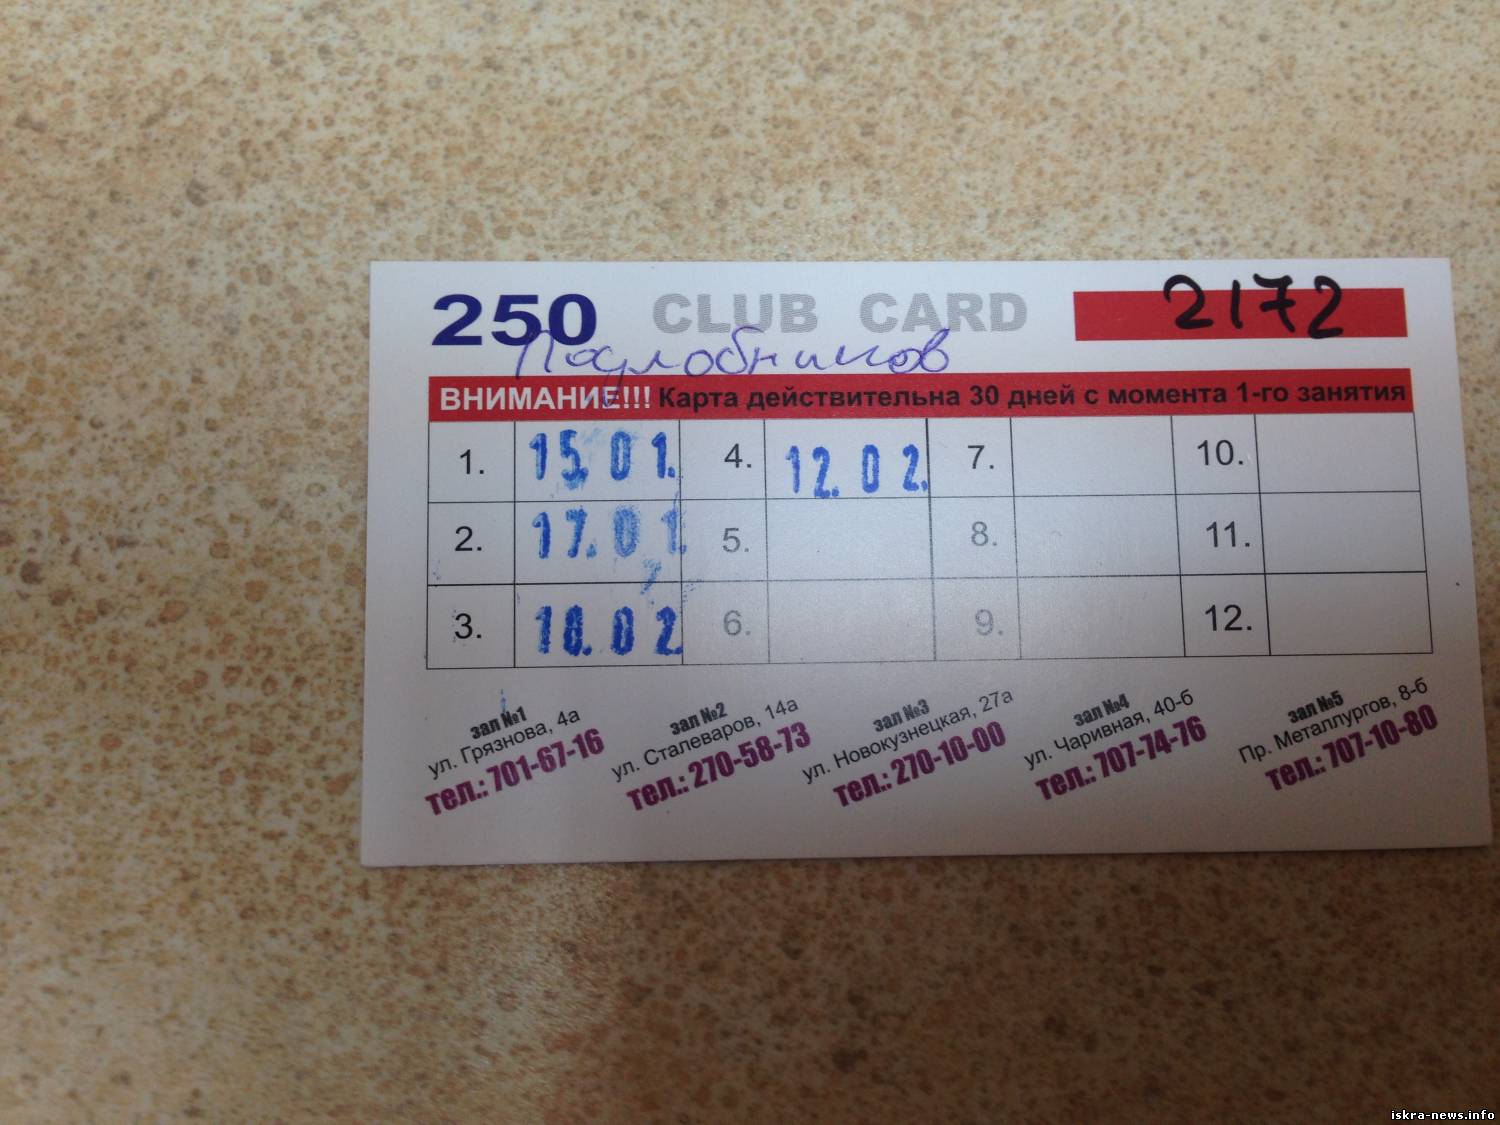 250 CLUB CARD 2172
ВНИМАНИЕ!!! Карта действительна 30 дней с момента 1-го занятия
1. 15.01. 4. 12.02. 7. 10.
2. 17.01. 5. 8. 11.
3. 6. 9. 12.
зал №1
ул. Грязнова, 4а
тел.: 701-67-16
зал №2
ул. Сталеваров, 14а
тел.: 270-58-73
зал №3
ул. Новокузнецкая, 27а
тел.: 270-10-00
зал №4
ул. Чаривная, 40-б
тел.: 707-74-76
зал №5
Пр. Металлургов, 8-б
тел.: 707-10-80
iskra-news.info